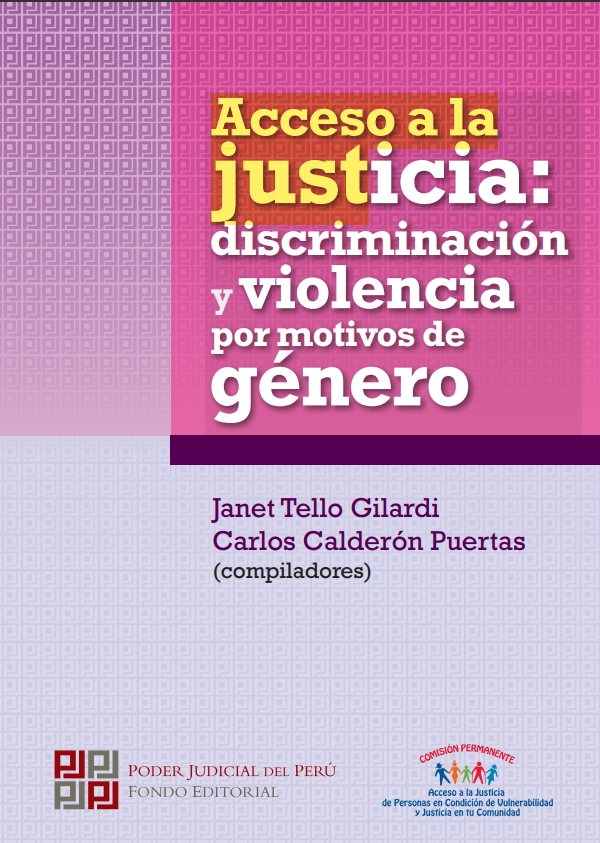 Acceso a la
justicia:
discriminación
y violencia
por motivos de
género
Janet Tello Gilardi
Carlos Calderón Puertas
(compiladores)
PODER JUDICIAL DEL PERÚ
FONDO EDITORIAL
COMISIÓN PERMANENTE
Acceso a la Justicia
de Personas en Condición de Vulnerabilidad
y Justicia en tu Comunidad